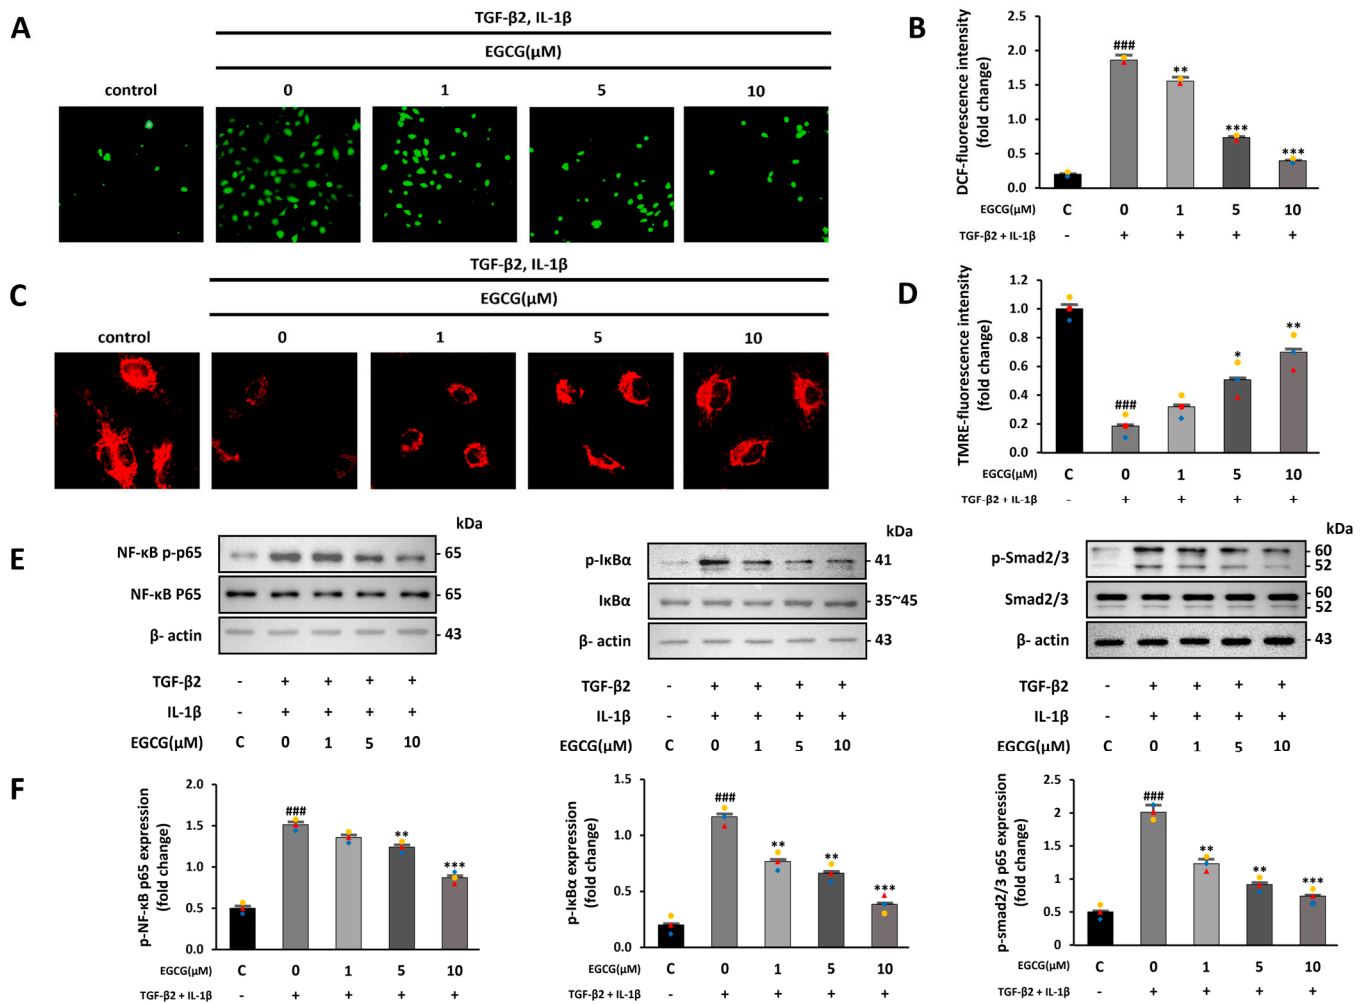 A
TGF-β2, IL-1β
EGCG(μM)
control 0 1 5 10
B
DCF-fluorescence intensity
(fold change)
2.5
2.0
1.5
1.0
0.5
0.0
###
**
***
***
EGCG(μM) C 0 1 5 10
TGF-β2 + IL-1β - + + + +
C
TGF-β2, IL-1β
EGCG(μM)
control 0 1 5 10
D
TMRE-fluorescence intensity
(fold change)
1.2
1.0
0.8
0.6
0.4
0.2
0.0
###
*
**
EGCG(μM) C 0 1 5 10
TGF-β2 + IL-1β - + + + +
E
kDa
NF-κB p-p65 65
NF-κB P65 65
β- actin 43
TGF-β2 - + + + +
IL-1β - + + + +
EGCG(μM) C 0 1 5 10
kDa
p-IκBα 41
IκBα 35~45
β- actin 43
TGF-β2 - + + + +
IL-1β - + + + +
EGCG(μM) C 0 1 5 10
kDa
p-Smad2/3 60
52
Smad2/3 60
52
β- actin 43
TGF-β2 - + + + +
IL-1β - + + + +
EGCG(μM) C 0 1 5 10
F
p-NF-κB p65 expression
(fold change)
2.0
1.5
1.0
0.5
0.0
###
**
***
EGCG(μM) C 0 1 5 10
TGF-β2 + IL-1β - + + + +
p-IκBα expression
(fold change)
1.5
1.0
0.5
0.0
###
**
**
***
EGCG(μM) C 0 1 5 10
TGF-β2 + IL-1β - + + + +
p-smad2/3 p65 expression
(fold change)
2.5
2
1.5
1
0.5
0
###
**
**
***
EGCG(μM) C 0 1 5 10
TGF-β2 + IL-1β - + + + +